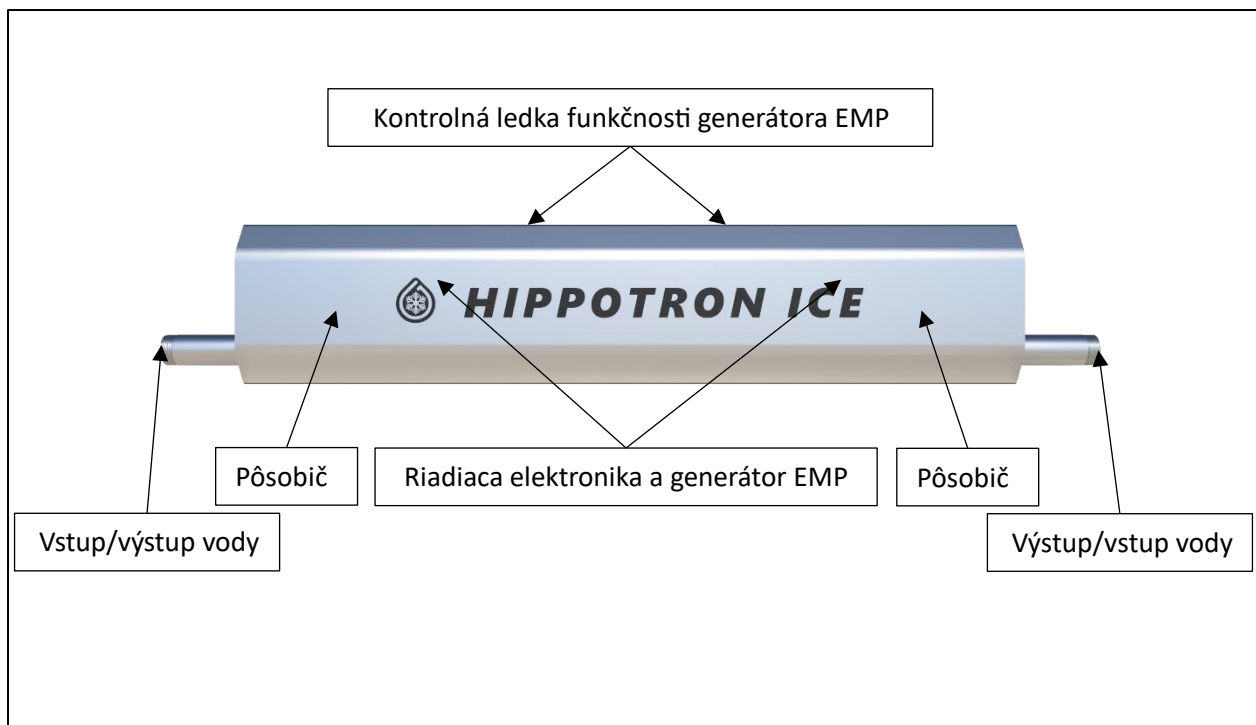 Kontrolná ledka funkčnosti generátora EMP
HIPPOTRON ICE
Pôsobič
Riadiaca elektronika a generátor EMP
Pôsobič
Vstup/výstup vody
Výstup/vstup vody